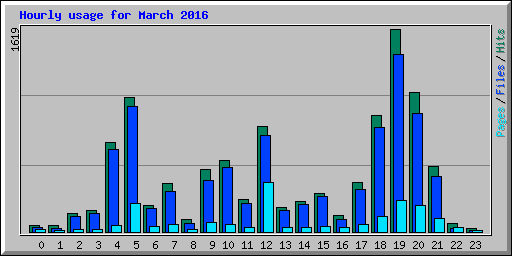 Hourly usage for March 2016
1619
Pages/Files/Hits
0 1 2 3 4 5 6 7 8 9 10 11 12 13 14 15 16 17 18 19 20 21 22 23